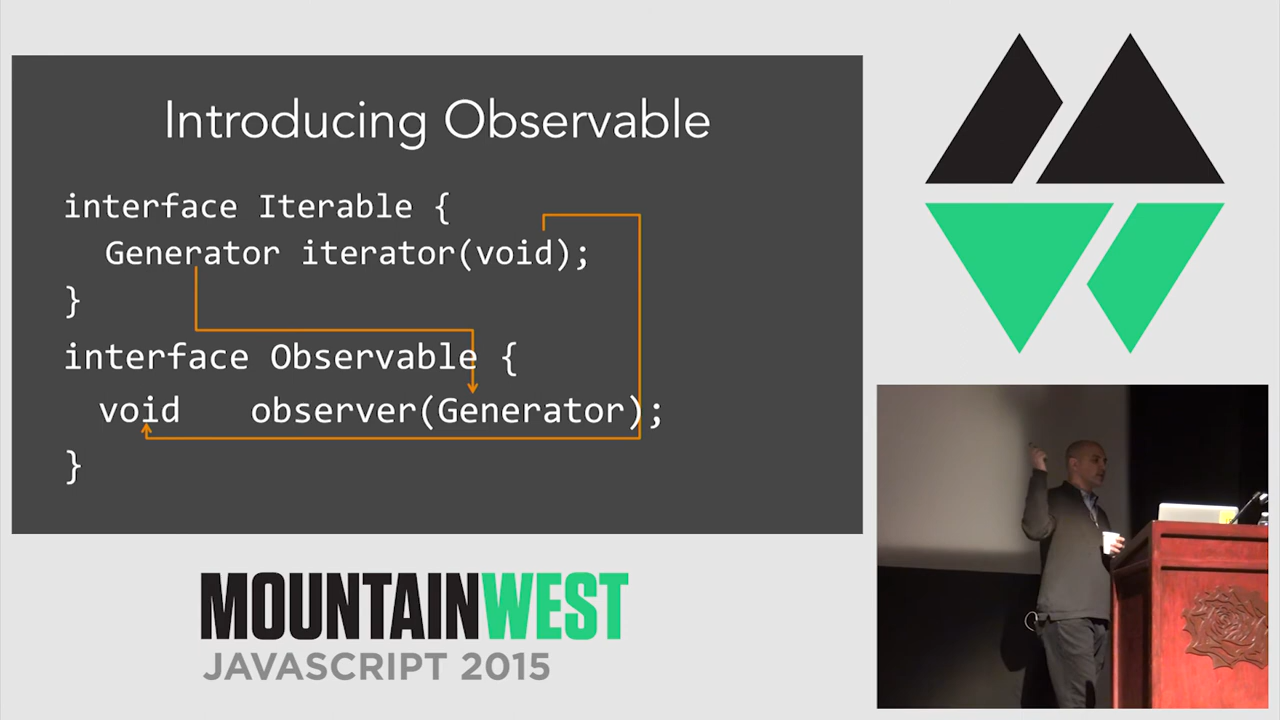 Introducing Observable
interface Iterable {
Generator iterator(void);
}
interface Observable {
void observer(Generator);
}
MOUNTAINWEST
JAVASCRIPT 2015